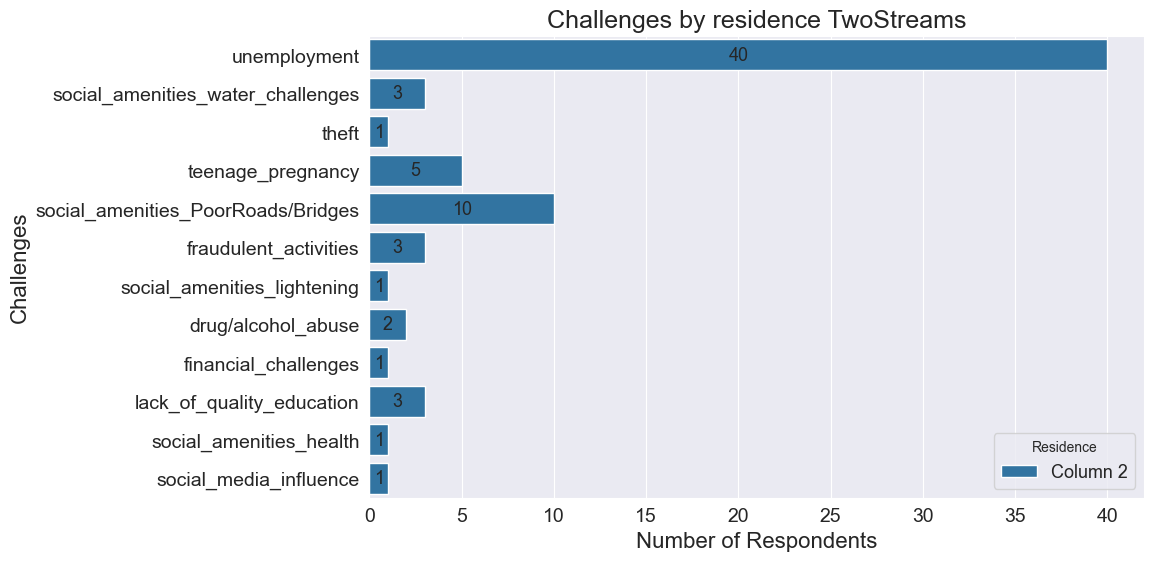 Challenges by residence TwoStreams
Challenges
unemployment 40
social_amenities_water_challenges 3
theft 1
teenage_pregnancy 5
social_amenities_PoorRoads/Bridges 10
fraudulent_activities 3
social_amenities_lightening 1
drug/alcohol_abuse 2
financial_challenges 1
lack_of_quality_education 3
social_amenities_health 1
social_media_influence 1
Residence
Column 2
0 5 10 15 20 25 30 35 40
Number of Respondents